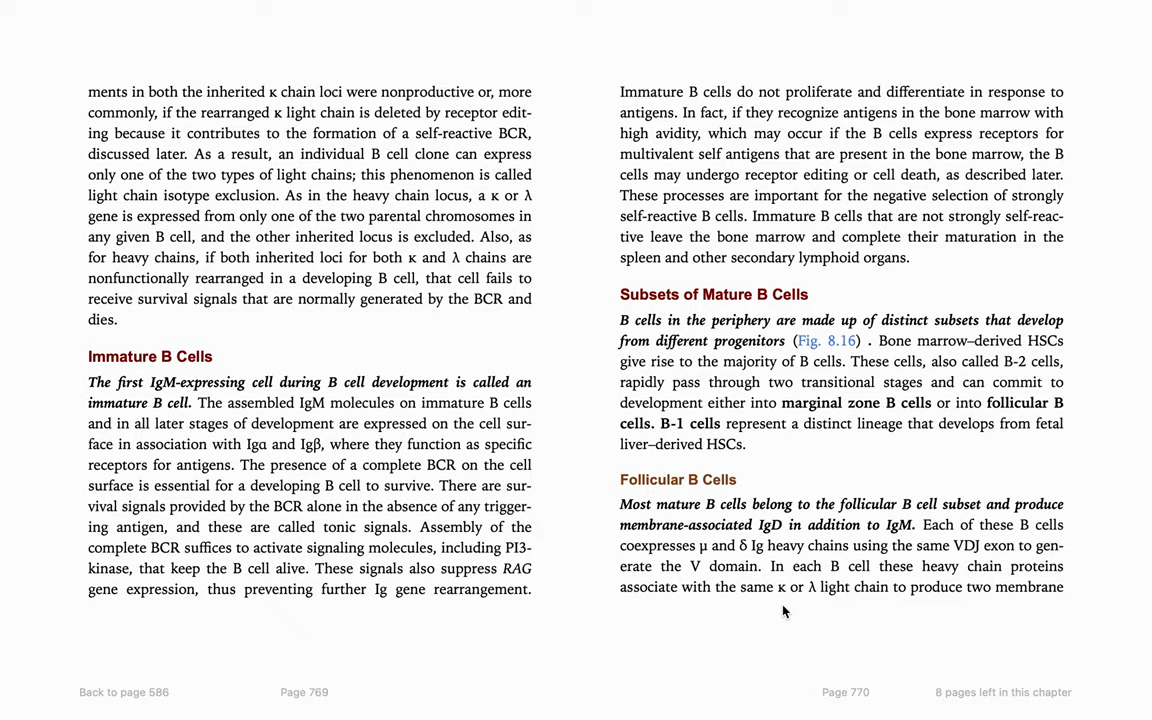 ments in both the inherited κ chain loci were nonproductive or, more
commonly, if the rearranged κ light chain is deleted by receptor edit-
ing because it contributes to the formation of a self-reactive BCR,
discussed later. As a result, an individual B cell clone can express
only one of the two types of light chains; this phenomenon is called
light chain isotype exclusion. As in the heavy chain locus, a κ or λ
gene is expressed from only one of the two parental chromosomes in
any given B cell, and the other inherited locus is excluded. Also, as
for heavy chains, if both inherited loci for both κ and λ chains are
nonfunctionally rearranged in a developing B cell, that cell fails to
receive survival signals that are normally generated by the BCR and
dies.
Immature B Cells
The first IgM-expressing cell during B cell development is called an
immature B cell. The assembled IgM molecules on immature B cells
and in all later stages of development are expressed on the cell sur-
face in association with Igα and Igβ, where they function as specific
receptors for antigens. The presence of a complete BCR on the cell
surface is essential for a developing B cell to survive. There are sur-
vival signals provided by the BCR alone in the absence of any trigger-
ing antigen, and these are called tonic signals. Assembly of the
complete BCR suffices to activate signaling molecules, including PI3-
kinase, that keep the B cell alive. These signals also suppress RAG
gene expression, thus preventing further Ig gene rearrangement.
Immature B cells do not proliferate and differentiate in response to
antigens. In fact, if they recognize antigens in the bone marrow with
high avidity, which may occur if the B cells express receptors for
multivalent self antigens that are present in the bone marrow, the B
cells may undergo receptor editing or cell death, as described later.
These processes are important for the negative selection of strongly
self-reactive B cells. Immature B cells that are not strongly self-reac-
tive leave the bone marrow and complete their maturation in the
spleen and other secondary lymphoid organs.
Subsets of Mature B Cells
B cells in the periphery are made up of distinct subsets that develop
from different progenitors (Fig. 8.16) . Bone marrow–derived HSCs
give rise to the majority of B cells. These cells, also called B-2 cells,
rapidly pass through two transitional stages and can commit to
development either into marginal zone B cells or into follicular B
cells. B-1 cells represent a distinct lineage that develops from fetal
liver–derived HSCs.
Follicular B Cells
Most mature B cells belong to the follicular B cell subset and produce
membrane-associated IgD in addition to IgM. Each of these B cells
coexpresses μ and δ Ig heavy chains using the same VDJ exon to gen-
erate the V domain. In each B cell these heavy chain proteins
associate with the same κ or λ light chain to produce two membrane
Back to page 586
Page 769
Page 770
8 pages left in this chapter